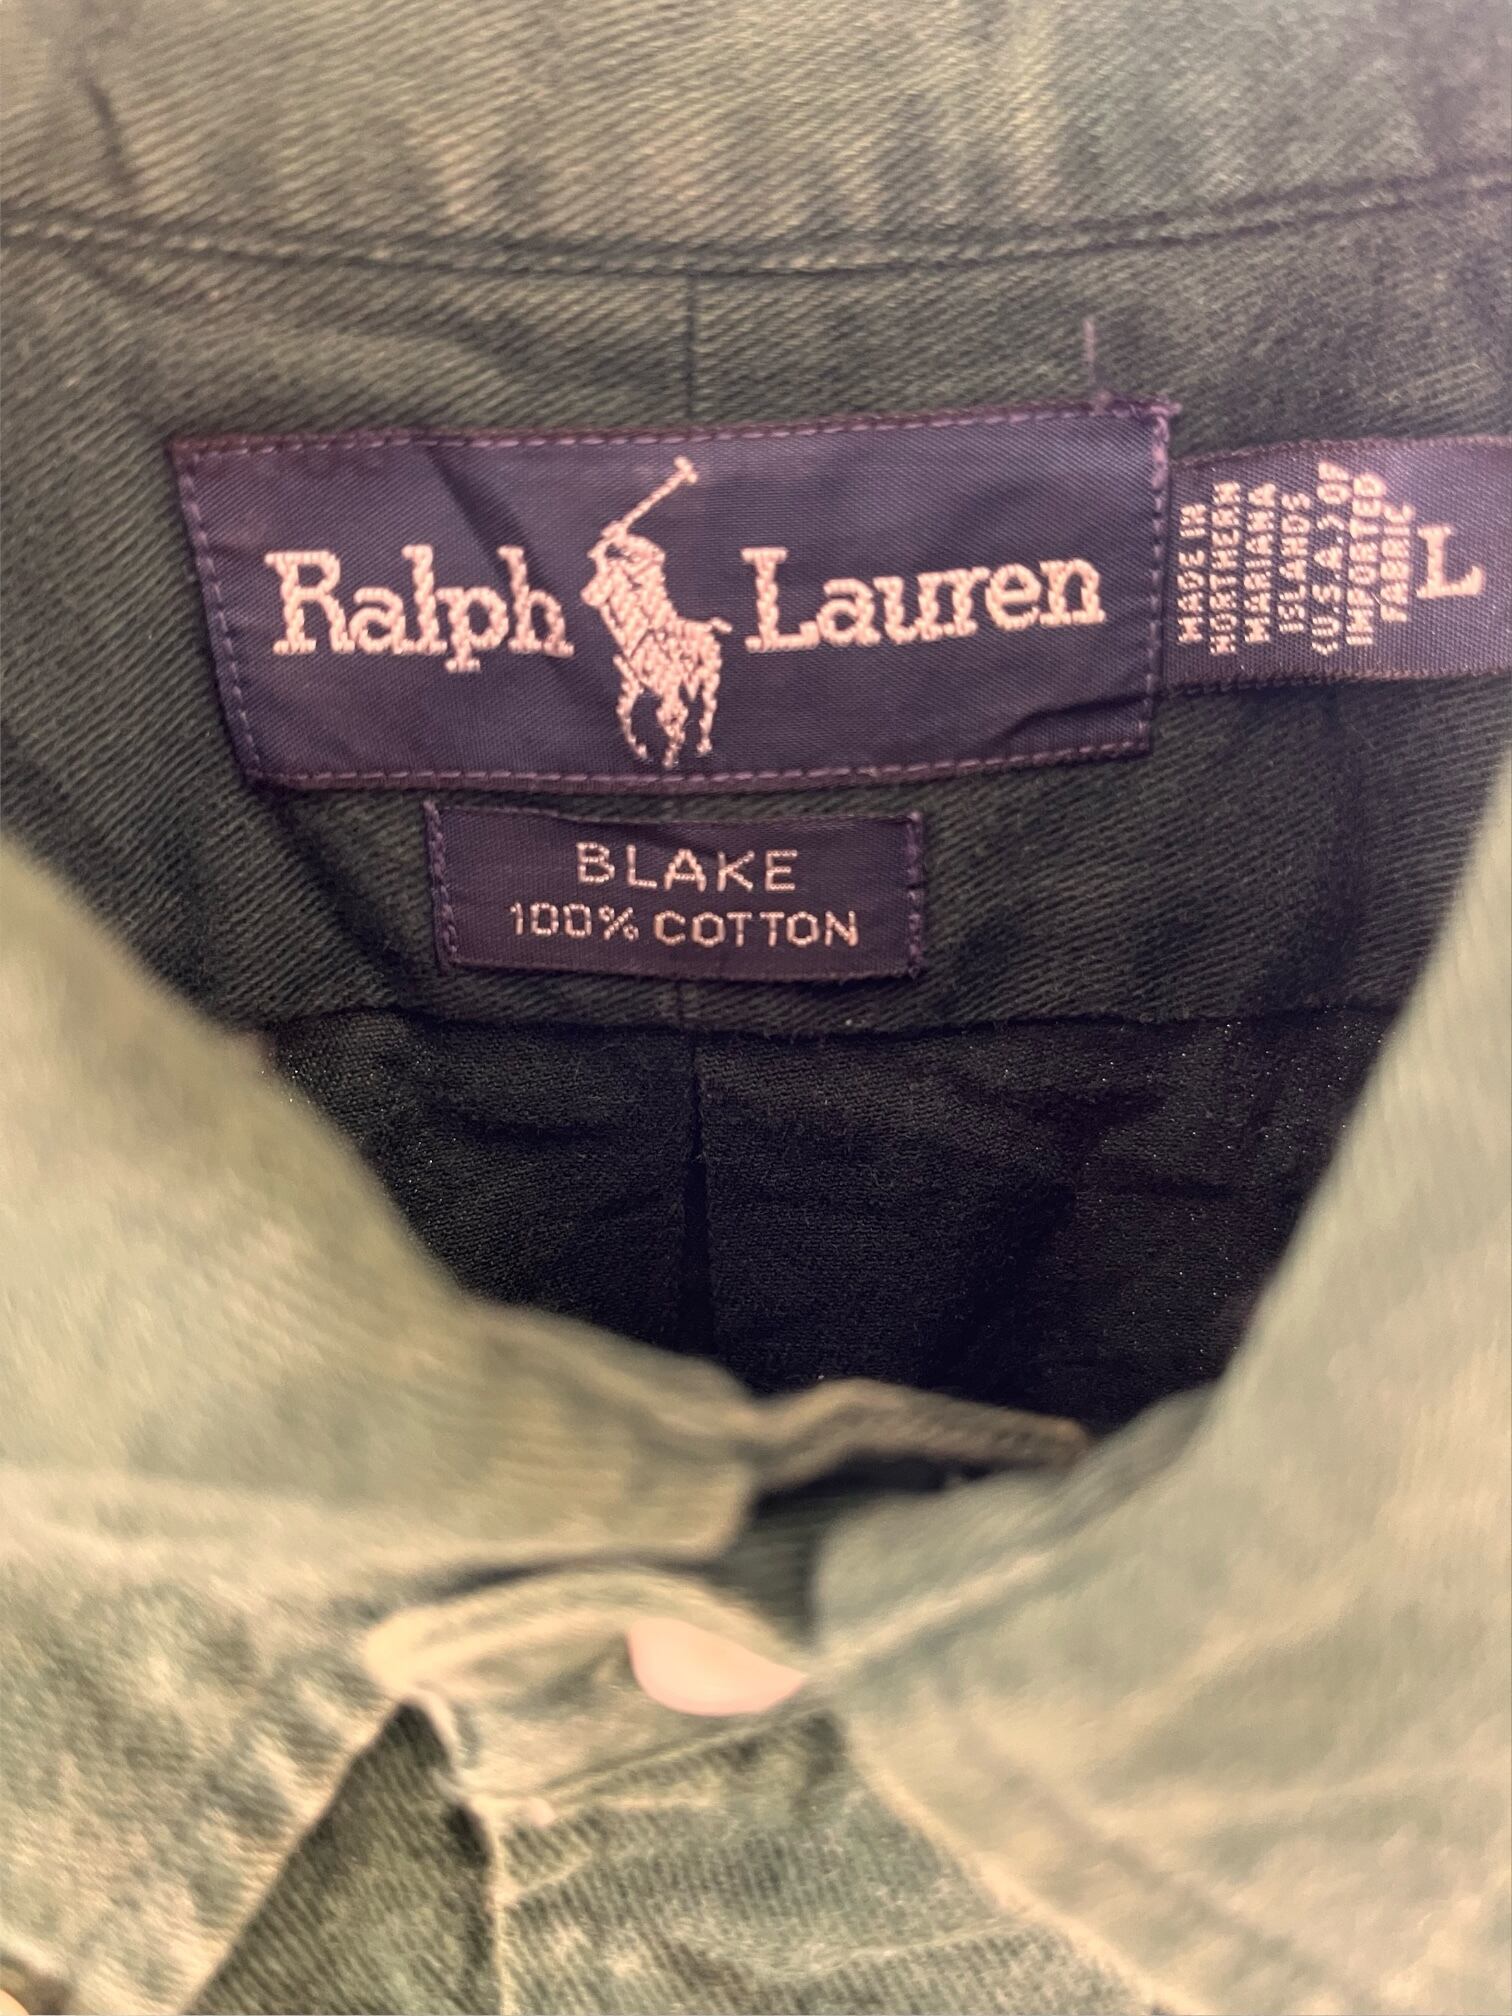 Ralph Lauren
BLAKE
100% COTTON
MADE IN
NORTHERN
MARIANA
ISLANDS
(U.S.A.) OF
IMPORTED
FABRIC
L